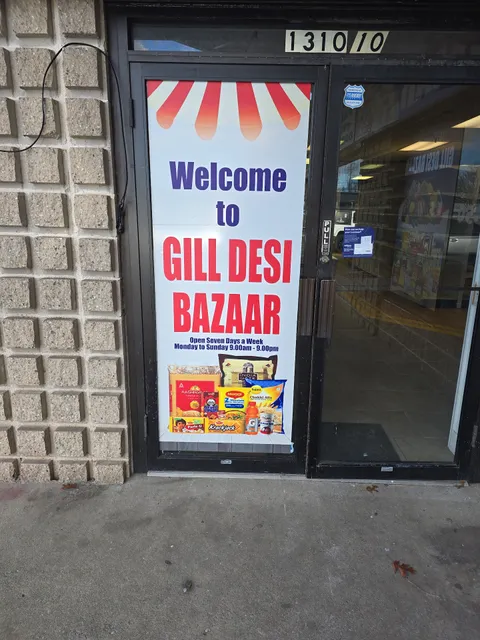 1310/10
Welcome
to
GILL DESI
BAZAAR
Open Seven Days a Week
Monday to Sunday 9.00am - 9.00pm
PULL
KrackJack